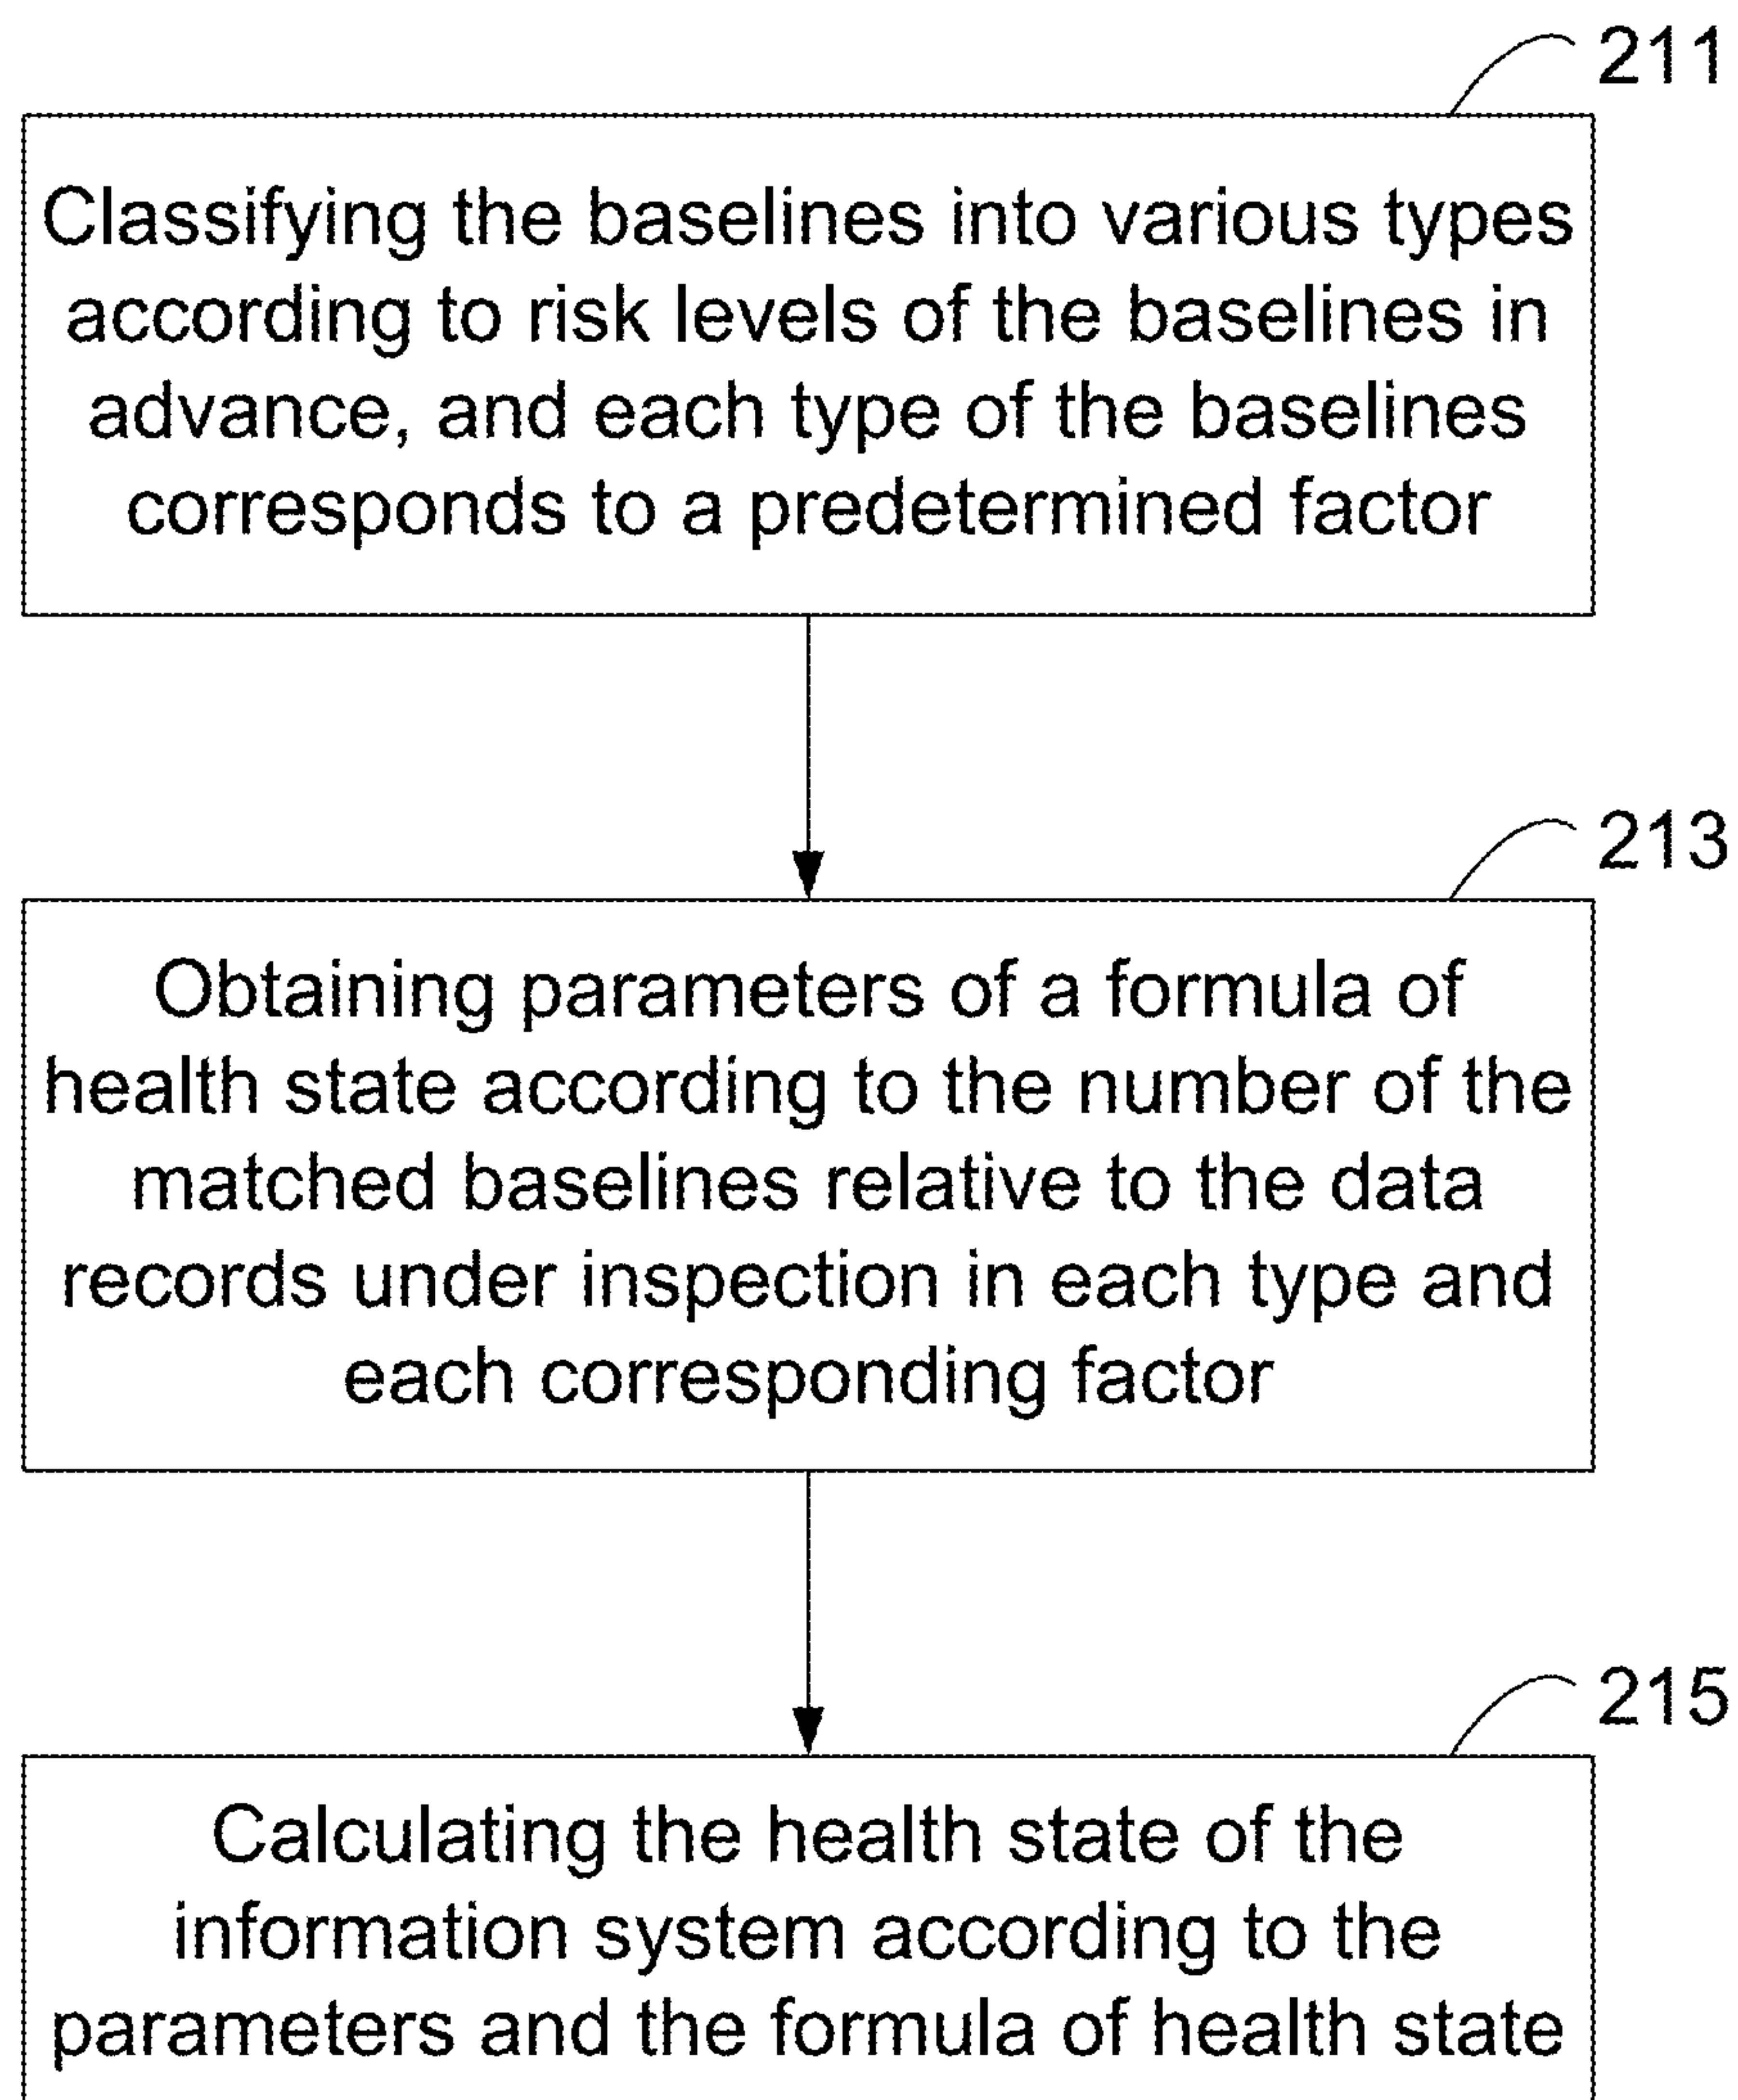 211
Classifying the baselines into various types
according to risk levels of the baselines in
advance, and each type of the baselines
corresponds to a predetermined factor
213
Obtaining parameters of a formula of
health state according to the number of the
matched baselines relative to the data
records under inspection in each type and
each corresponding factor
215
Calculating the health state of the
information system according to the
parameters and the formula of health state